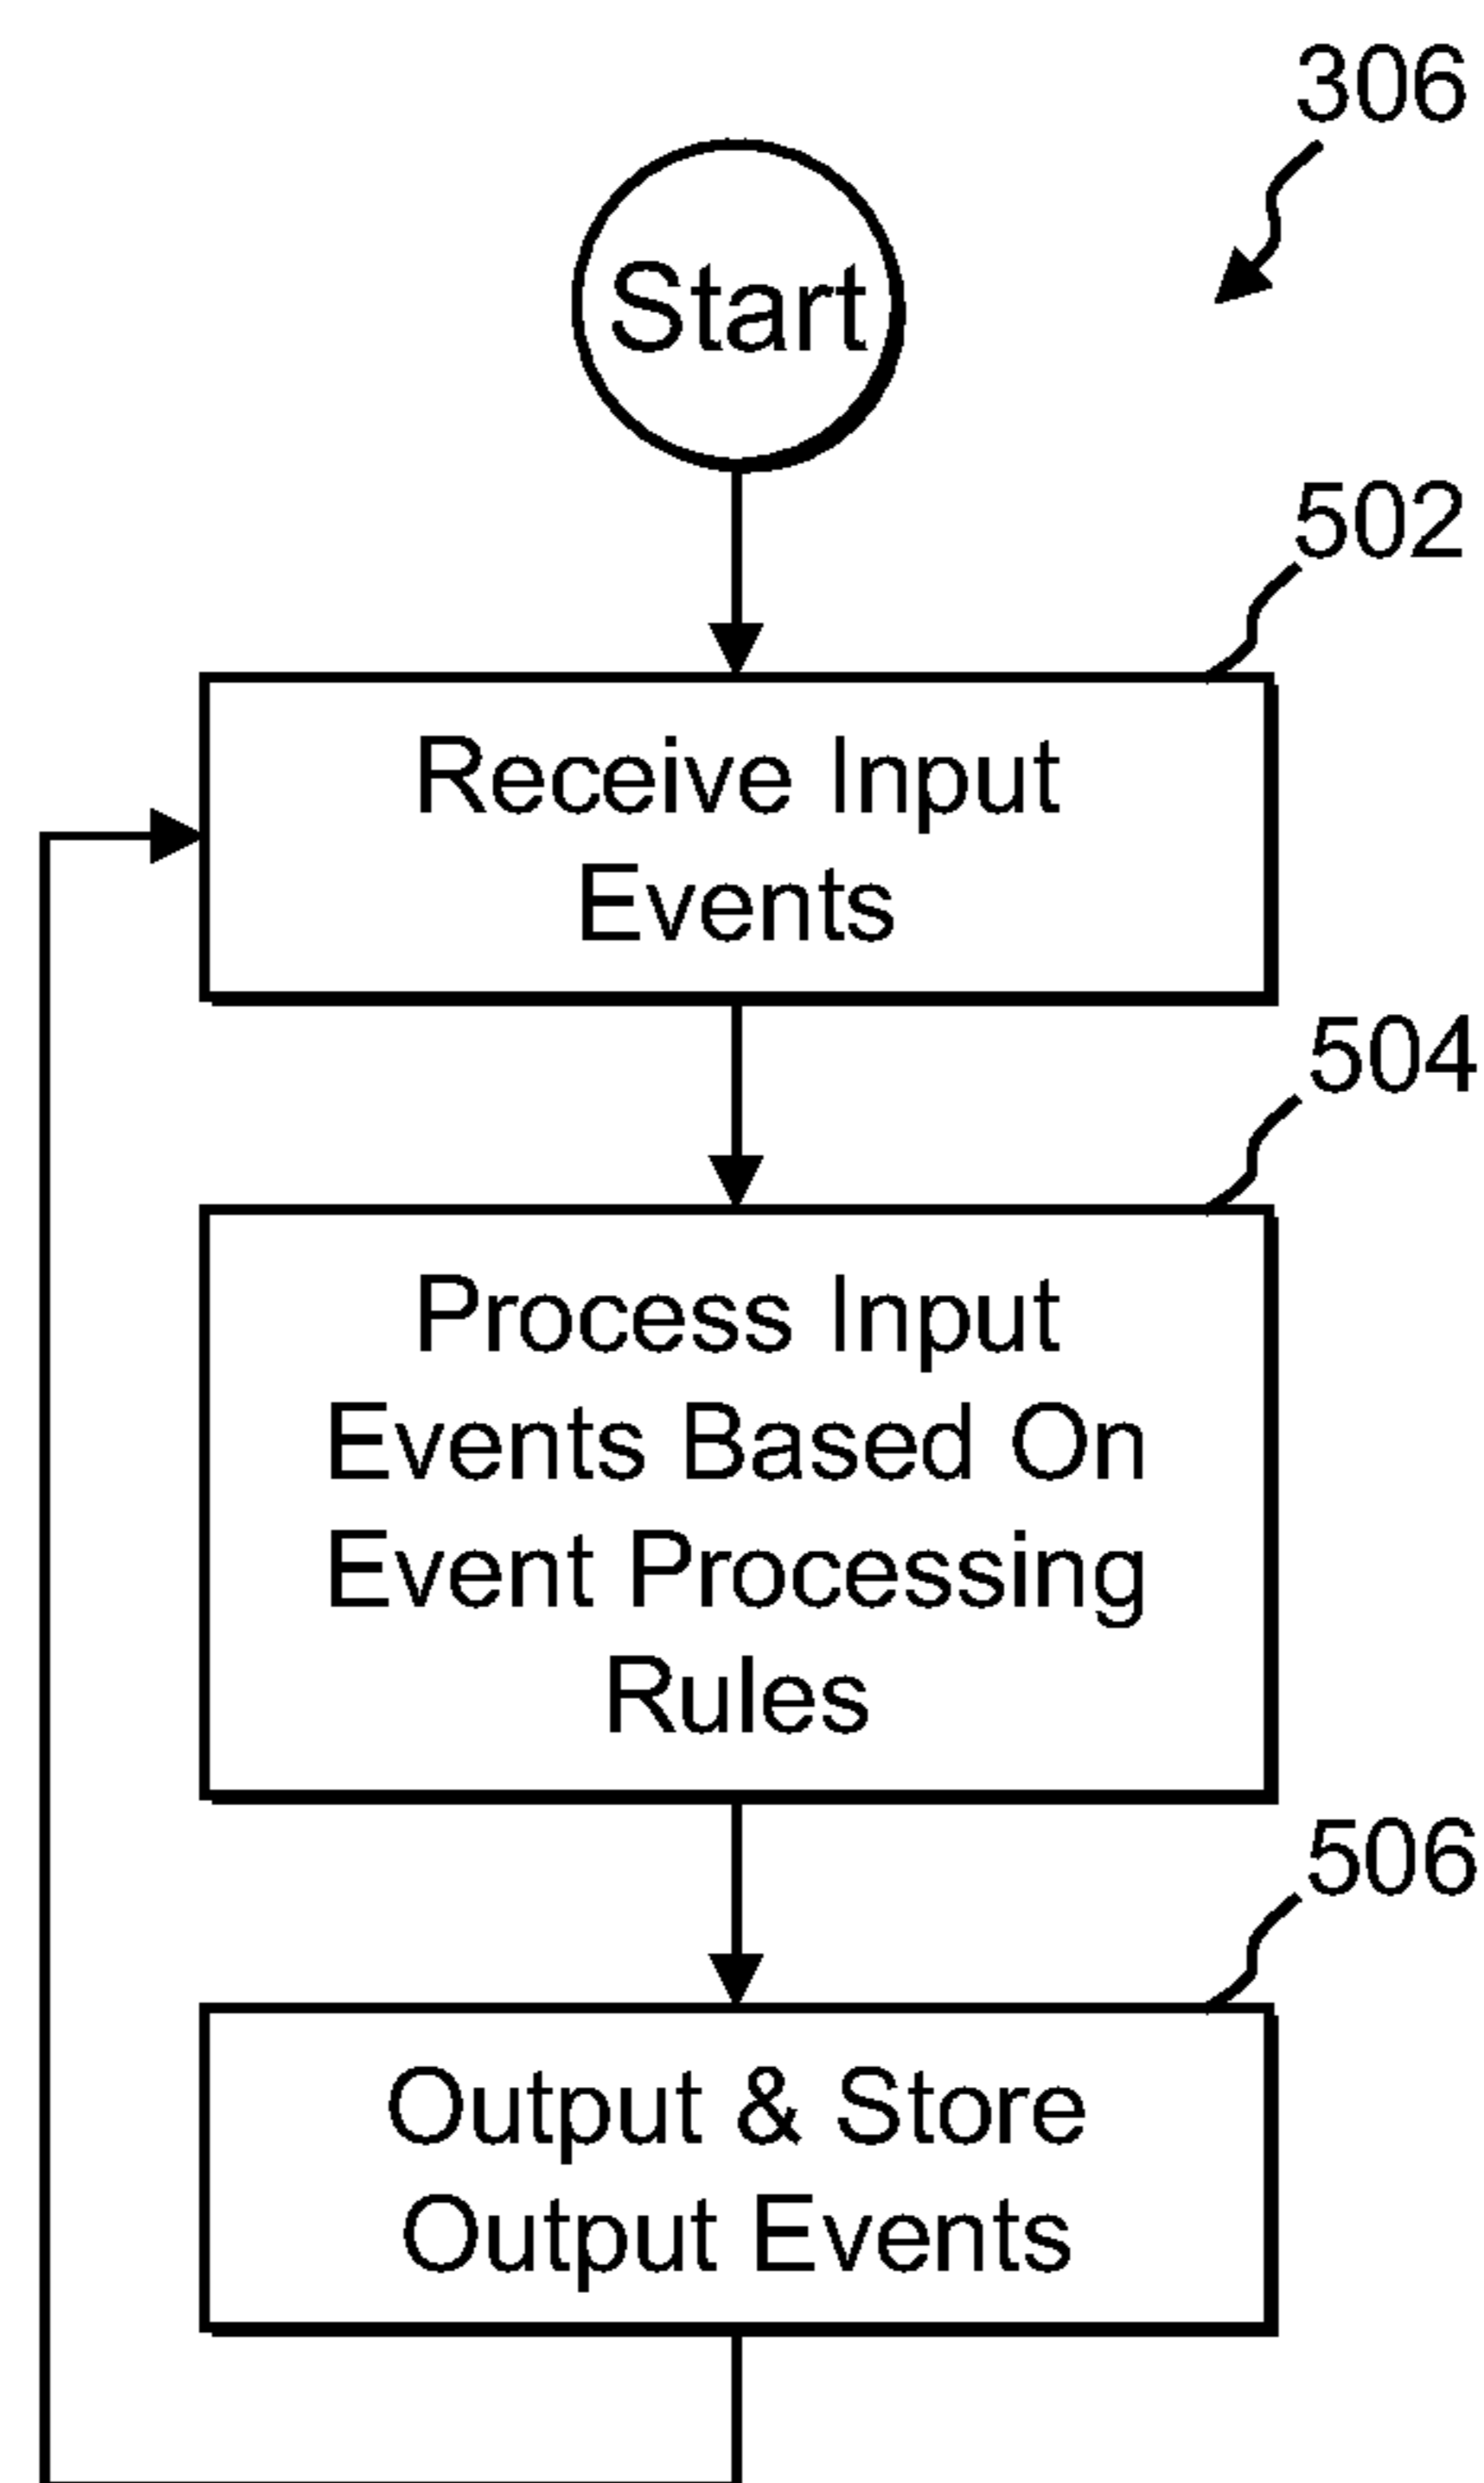 306
Start
502
Receive Input
Events
504
Process Input
Events Based On
Event Processing
Rules
506
Output & Store
Output Events